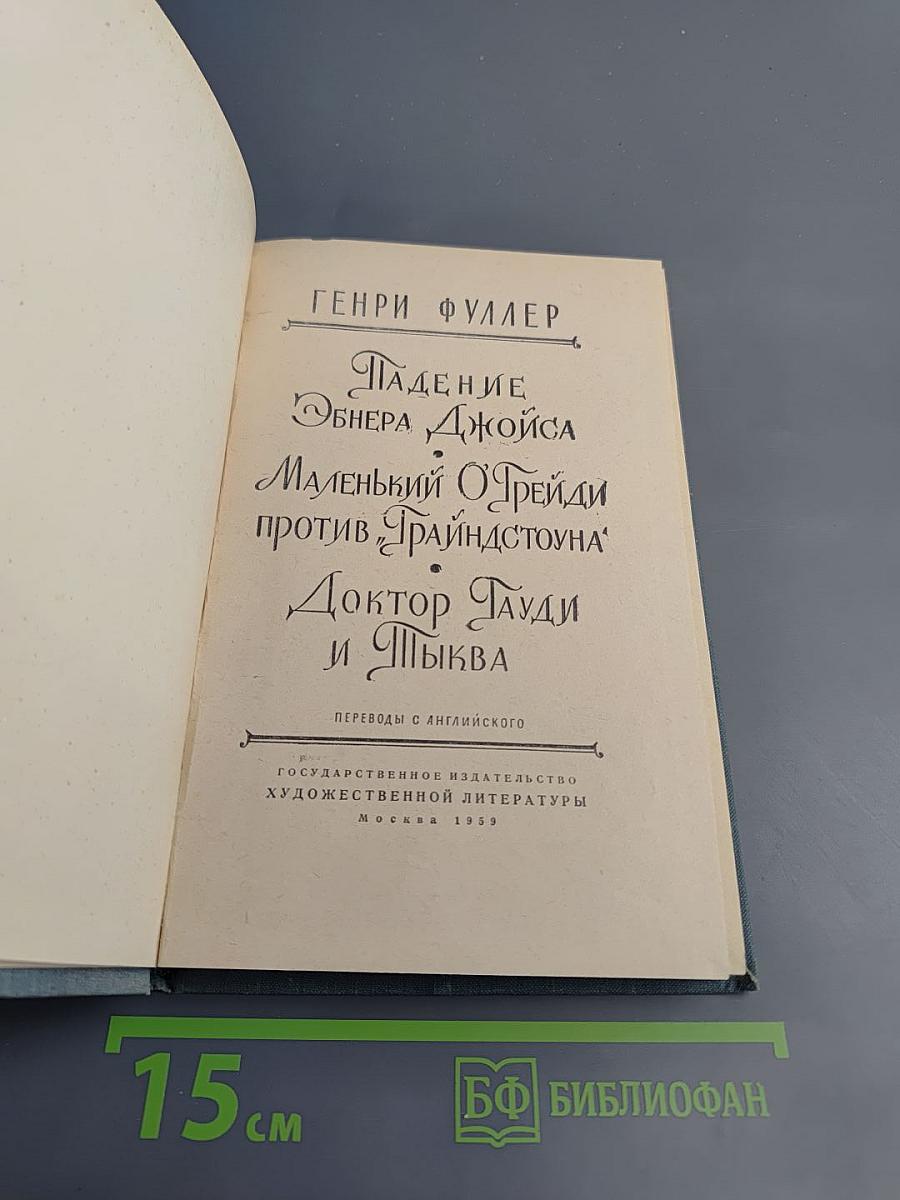 ГЕНРИ ФУЛЛЕР
Падение
Эбнера Джойса
Маленький О'Грейди
против „Грайндстоуна“
Доктор Гауди
и Тыква
ПЕРЕВОДЫ С АНГЛИЙСКОГО
ГОСУДАРСТВЕННОЕ ИЗДАТЕЛЬСТВО
ХУДОЖЕСТВЕННОЙ ЛИТЕРАТУРЫ
Москва 1959
15 см
БФ БИБЛИОФАН